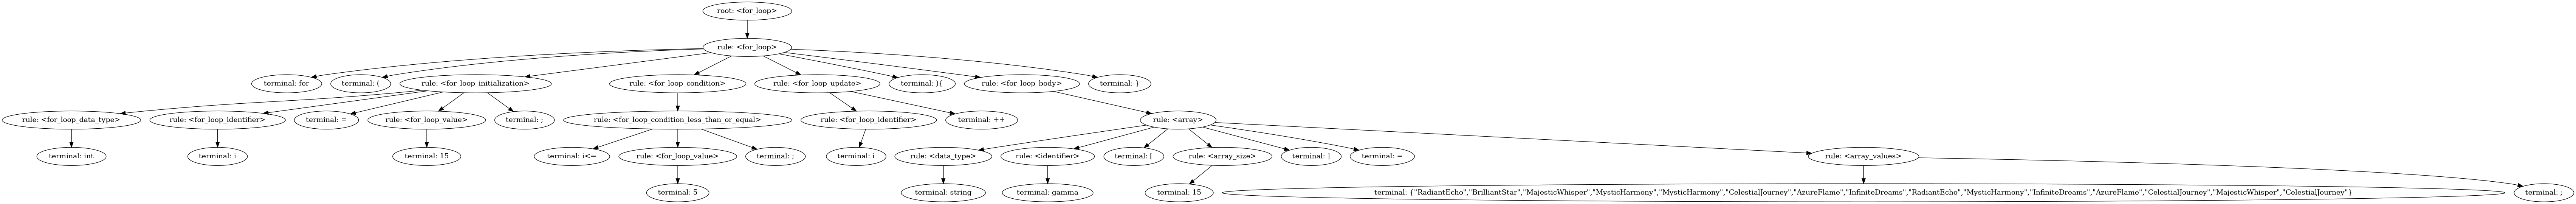 root: <for_loop>
rule: <for_loop>
terminal: for
terminal: (
rule: <for_loop_initialization>
rule: <for_loop_condition>
rule: <for_loop_update>
terminal: ){
rule: <for_loop_body>
terminal: }
rule: <for_loop_data_type>
rule: <for_loop_identifier>
terminal: =
rule: <for_loop_value>
terminal: ;
rule: <for_loop_condition_less_than_or_equal>
rule: <for_loop_identifier>
terminal: ++
rule: <array>
terminal: int
terminal: i
terminal: 15
terminal: i<=
rule: <for_loop_value>
terminal: ;
terminal: i
rule: <data_type>
rule: <identifier>
terminal: [
rule: <array_size>
terminal: ]
terminal: =
rule: <array_values>
terminal: 5
terminal: string
terminal: gamma
terminal: 15
terminal: {"RadiantEcho","BrilliantStar","MajesticWhisper","MysticHarmony","MysticHarmony","CelestialJourney","AzureFlame","InfiniteDreams","RadiantEcho","MysticHarmony","InfiniteDreams","AzureFlame","CelestialJourney","MajesticWhisper","CelestialJourney"}
terminal: ;